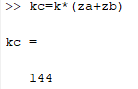 >> kc=k*(za+zb)
kc =
144